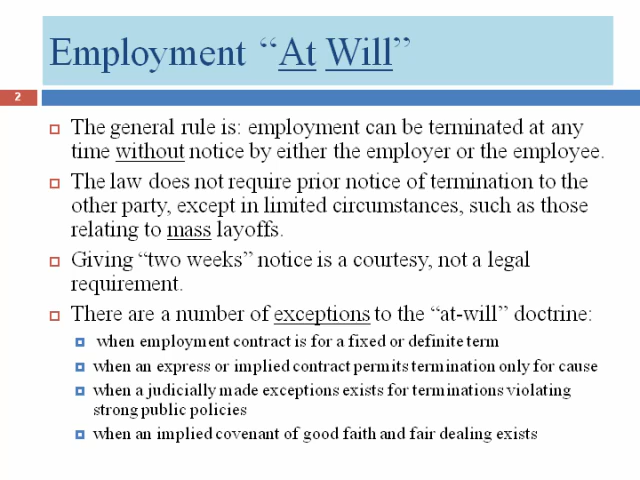 Employment “At Will”
2
The general rule is: employment can be terminated at any
time without notice by either the employer or the employee.
The law does not require prior notice of termination to the
other party, except in limited circumstances, such as those
relating to mass layoffs.
Giving “two weeks” notice is a courtesy, not a legal
requirement.
There are a number of exceptions to the “at-will” doctrine:
when employment contract is for a fixed or definite term
when an express or implied contract permits termination only for cause
when a judicially made exceptions exists for terminations violating
strong public policies
when an implied covenant of good faith and fair dealing exists